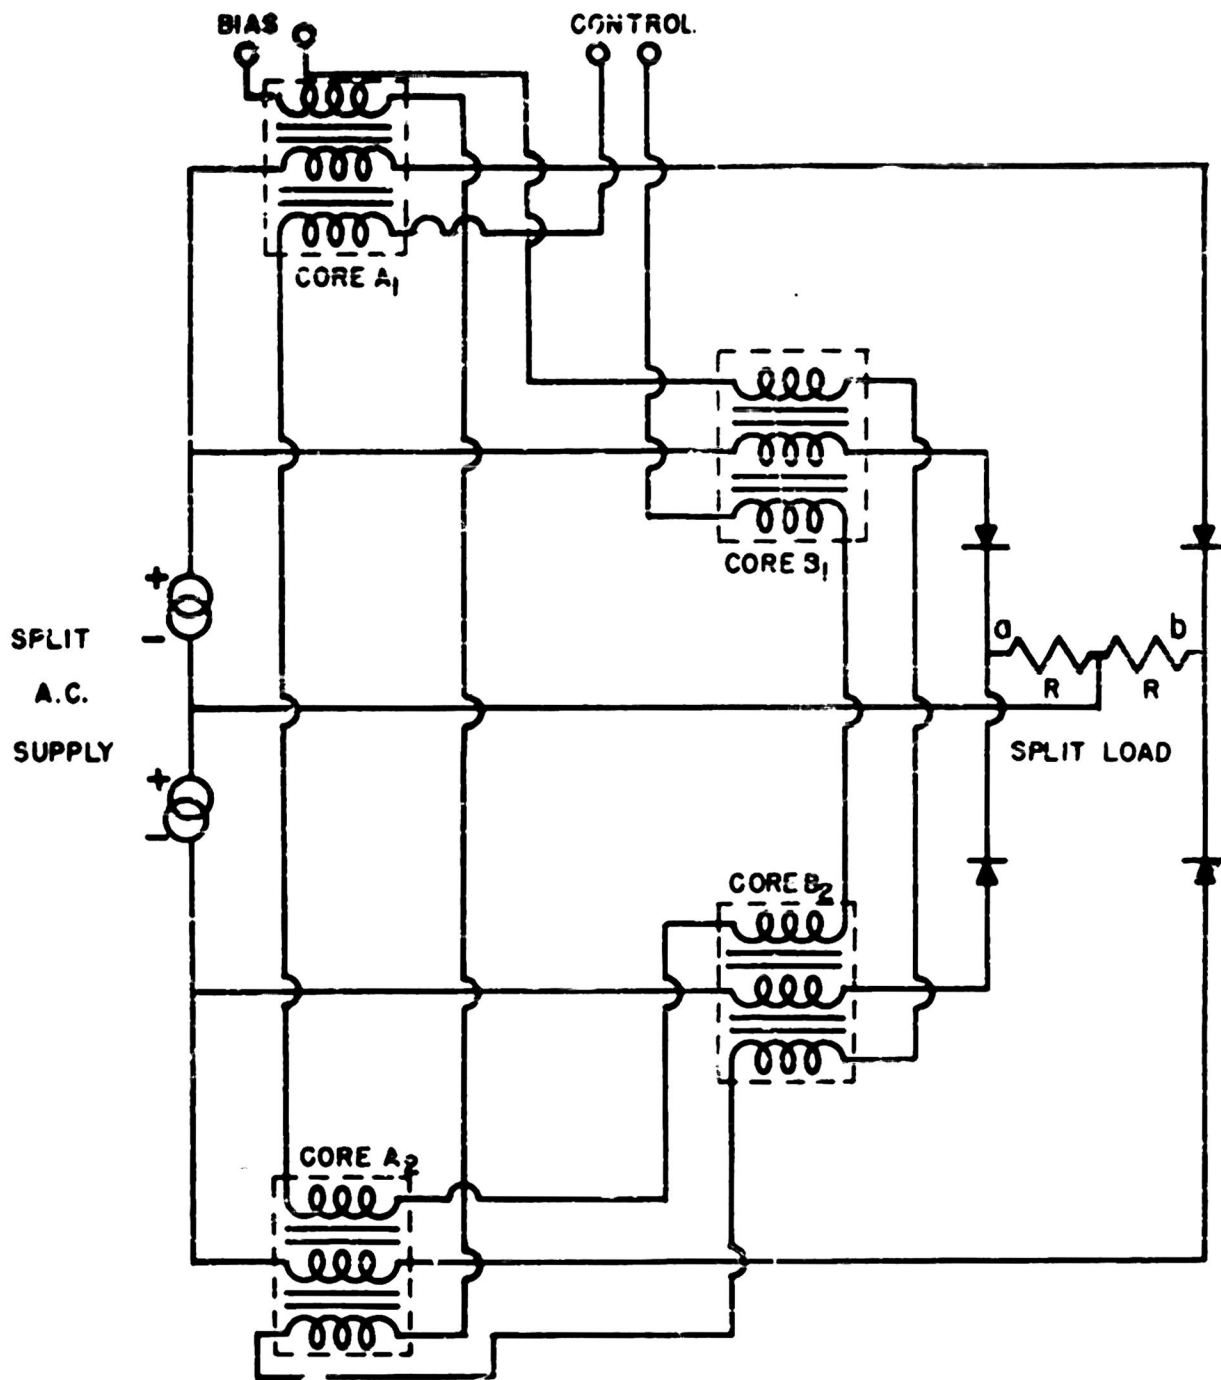 BIAS
CONTROL.
CORE A1
CORE B1
+
-
SPLIT
A.C.
SUPPLY
+
-
a
b
R
R
SPLIT LOAD
CORE B2
CORE A2